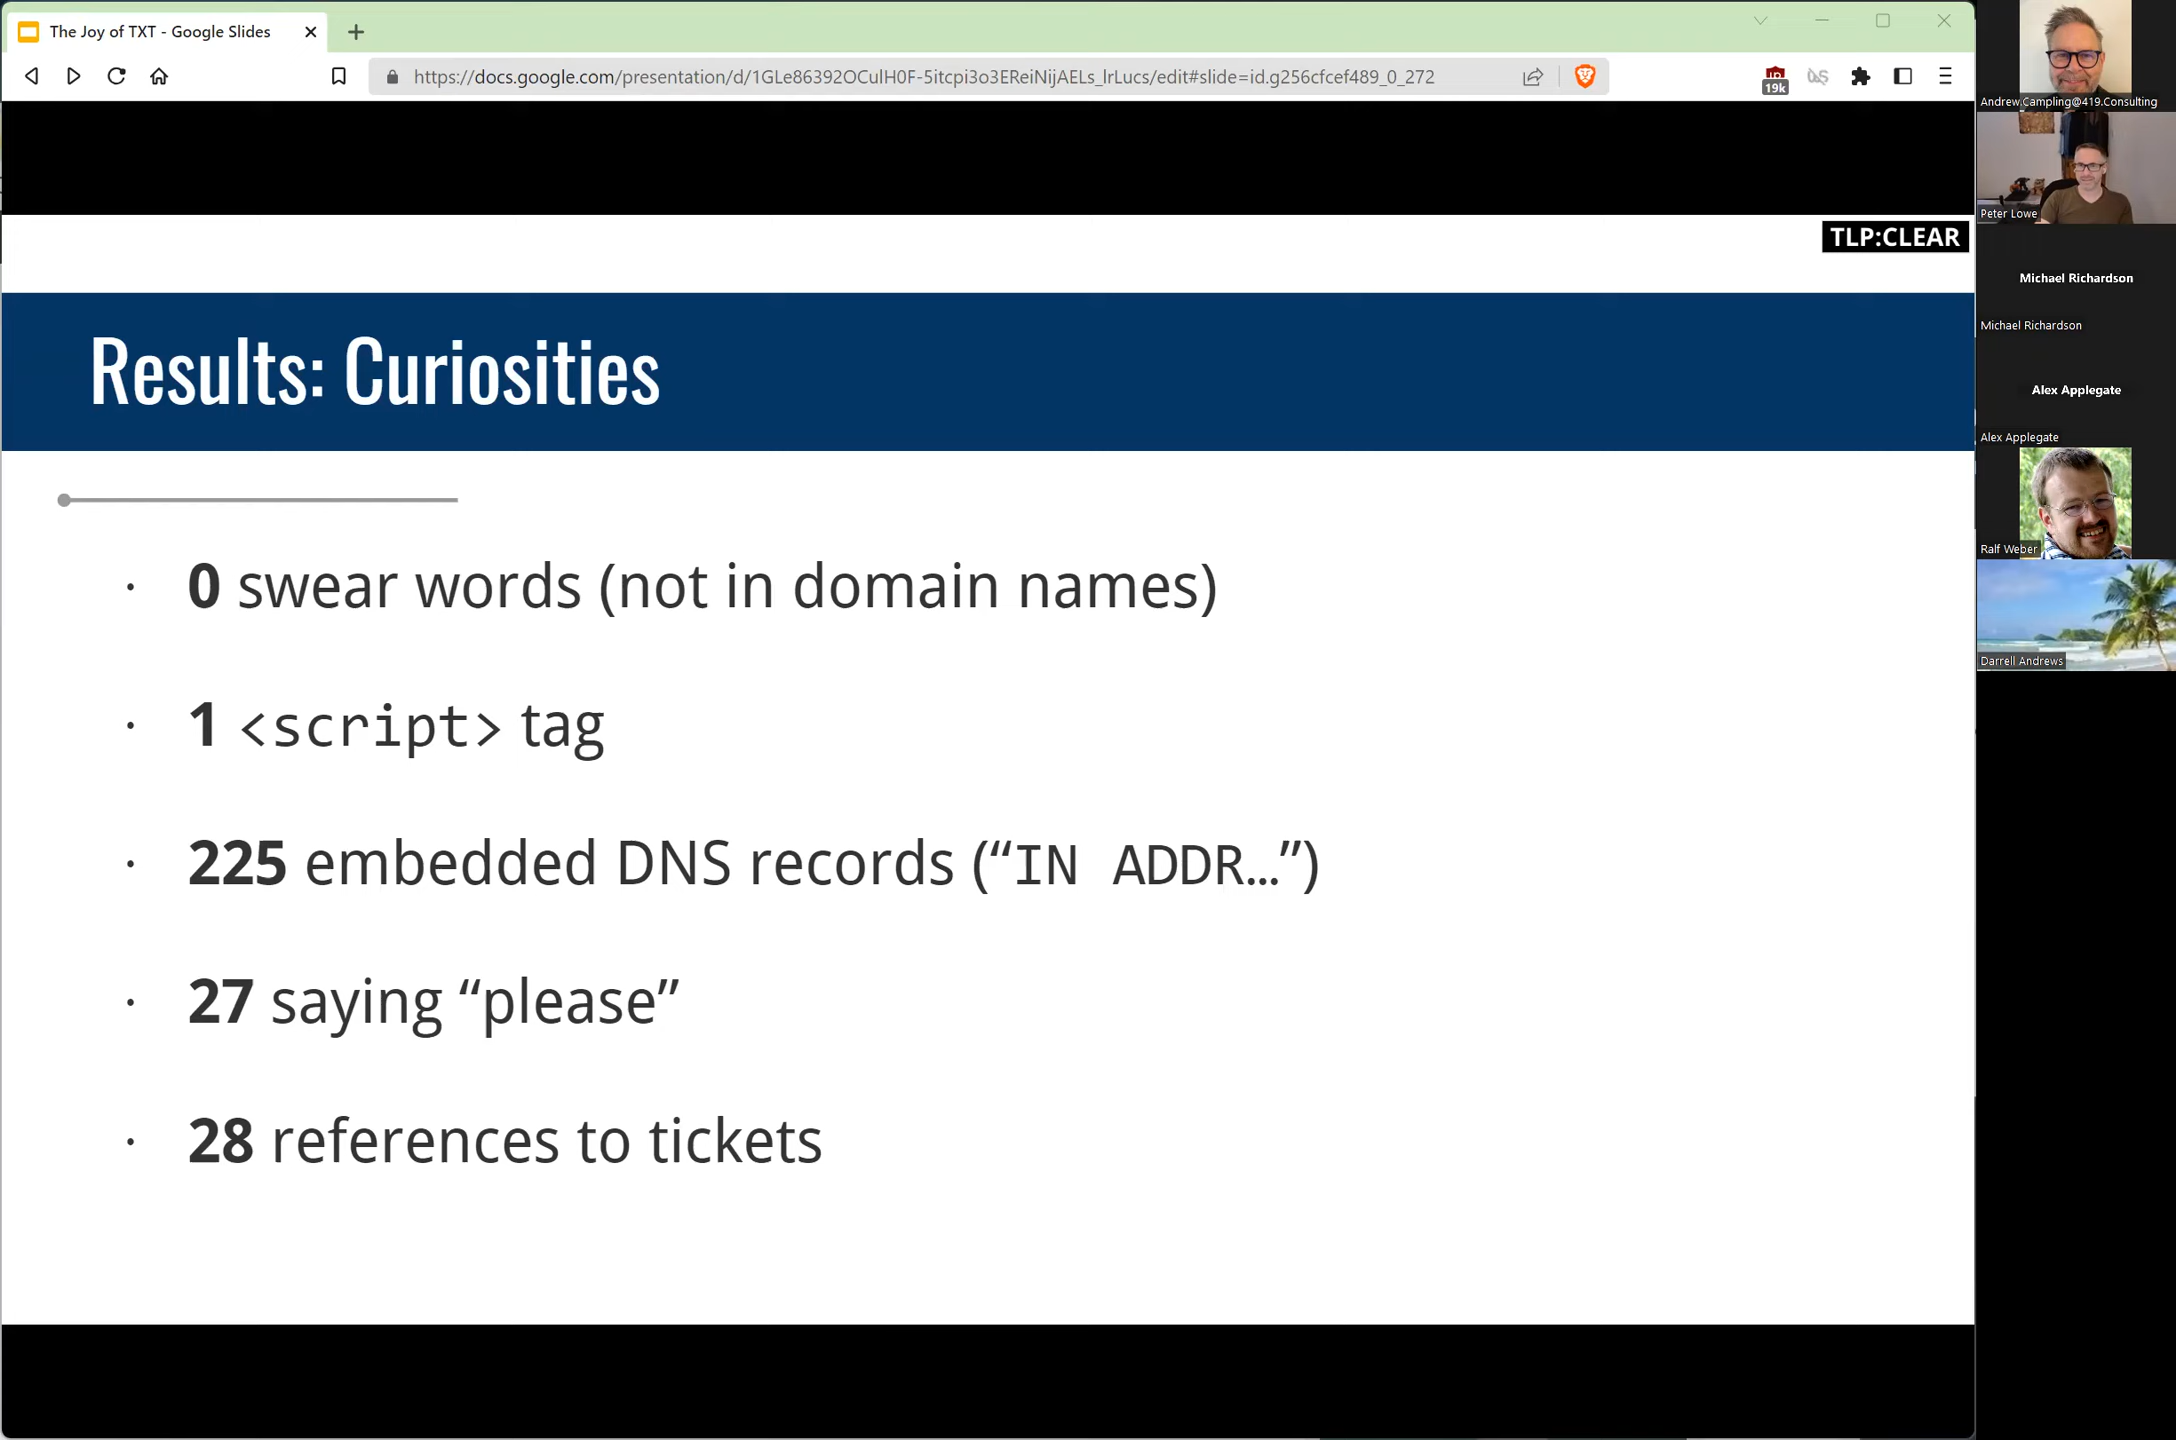 The Joy of TXT - Google Slides
https://docs.google.com/presentation/d/1GLe86392OCulH0F-5itcpi3o3EReiNijAELs_lrLucs/edit#slide=id.g256cfcef489_0_272
19k
TLP:CLEAR
Results: Curiosities
· 0 swear words (not in domain names)
· 1 <script> tag
· 225 embedded DNS records (“IN ADDR…”)
· 27 saying “please”
· 28 references to tickets
Andrew.Campling@419.Consulting
Peter Lowe
Michael Richardson
Michael Richardson
Alex Applegate
Alex Applegate
Ralf Weber
Darrell Andrews